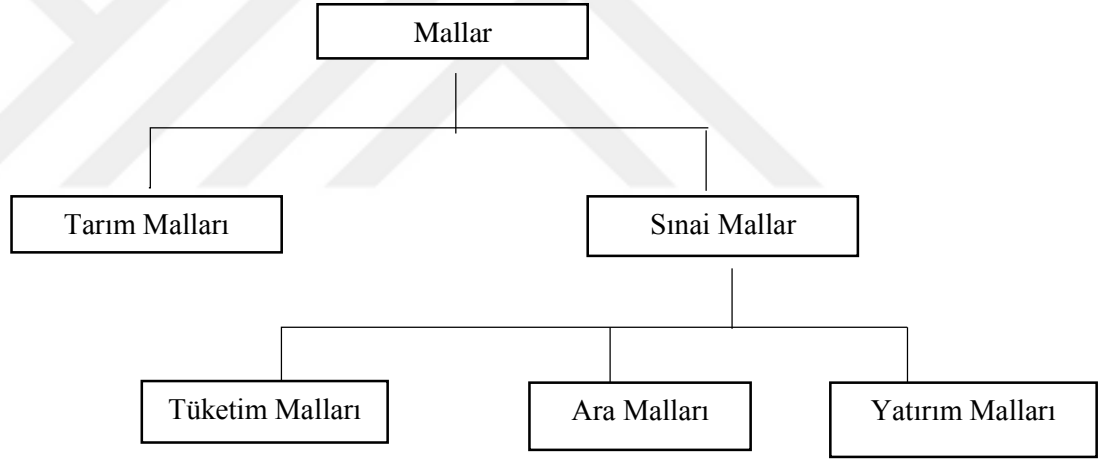 Mallar
Tarım Malları
Sınai Mallar
Tüketim Malları
Ara Malları
Yatırım Malları